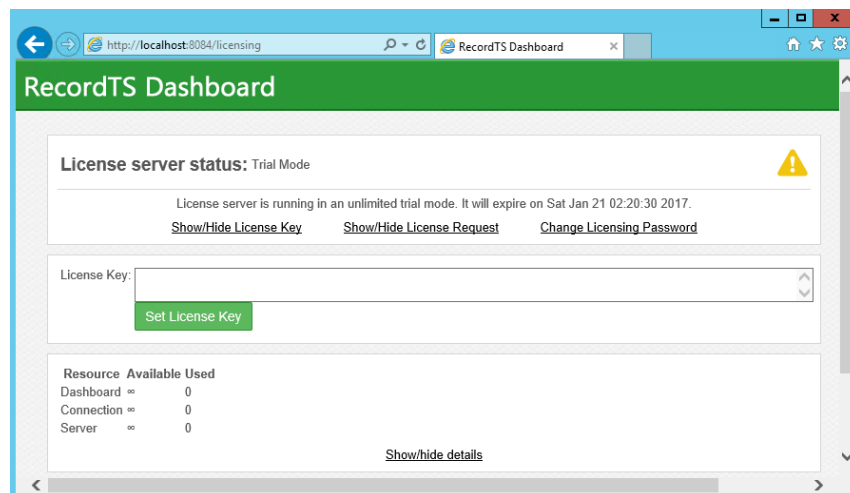 http://localhost:8084/licensing
RecordTS Dashboard
RecordTS Dashboard
License server status: Trial Mode
License server is running in an unlimited trial mode. It will expire on Sat Jan 21 02:20:30 2017.
Show/Hide License Key Show/Hide License Request Change Licensing Password
License Key:
Set License Key
Resource Available Used
Dashboard ∞ 0
Connection ∞ 0
Server ∞ 0
Show/hide details